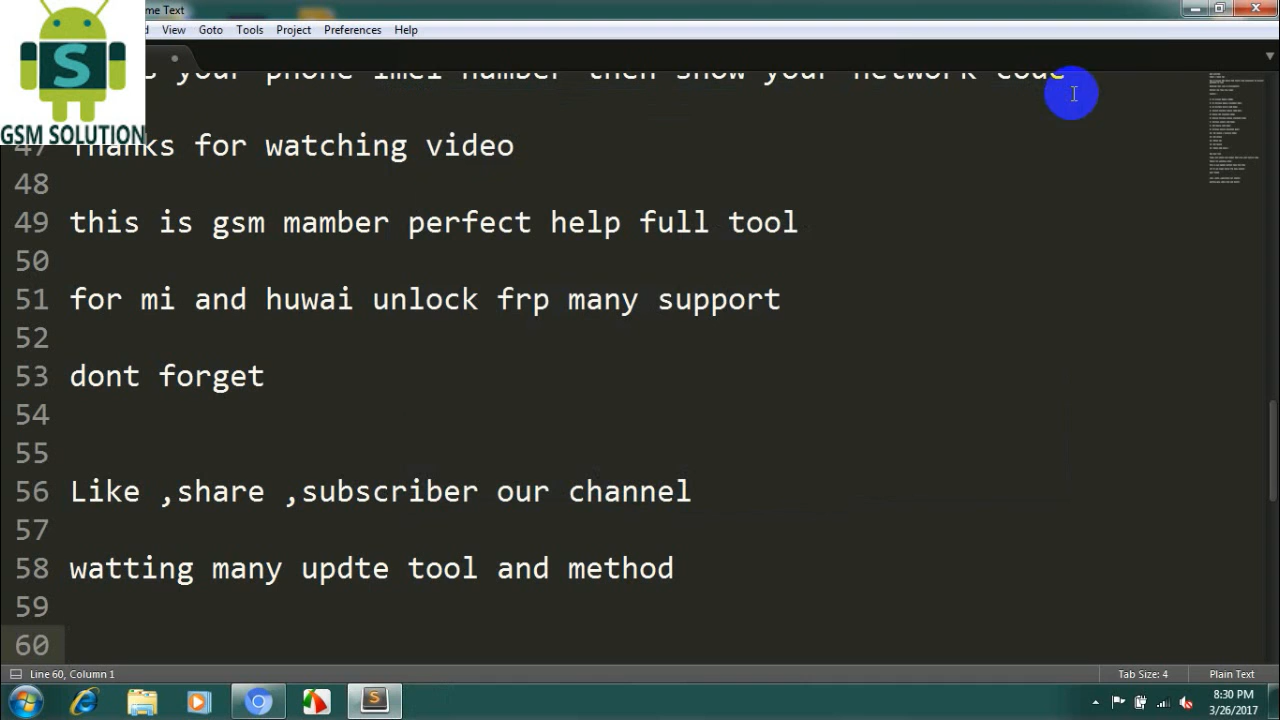 me Text
View Goto Tools Project Preferences Help
S
GSM SOLUTION
your phone imei number then show your network code
47 Thanks for watching video
48
49 this is gsm mamber perfect help full tool
50
51 for mi and huwai unlock frp many support
52
53 dont forget
54
55
56 Like ,share ,subscriber our channel
57
58 watting many updte tool and method
59
60
Line 60, Column 1
Tab Size: 4
Plain Text
8:30 PM
3/26/2017